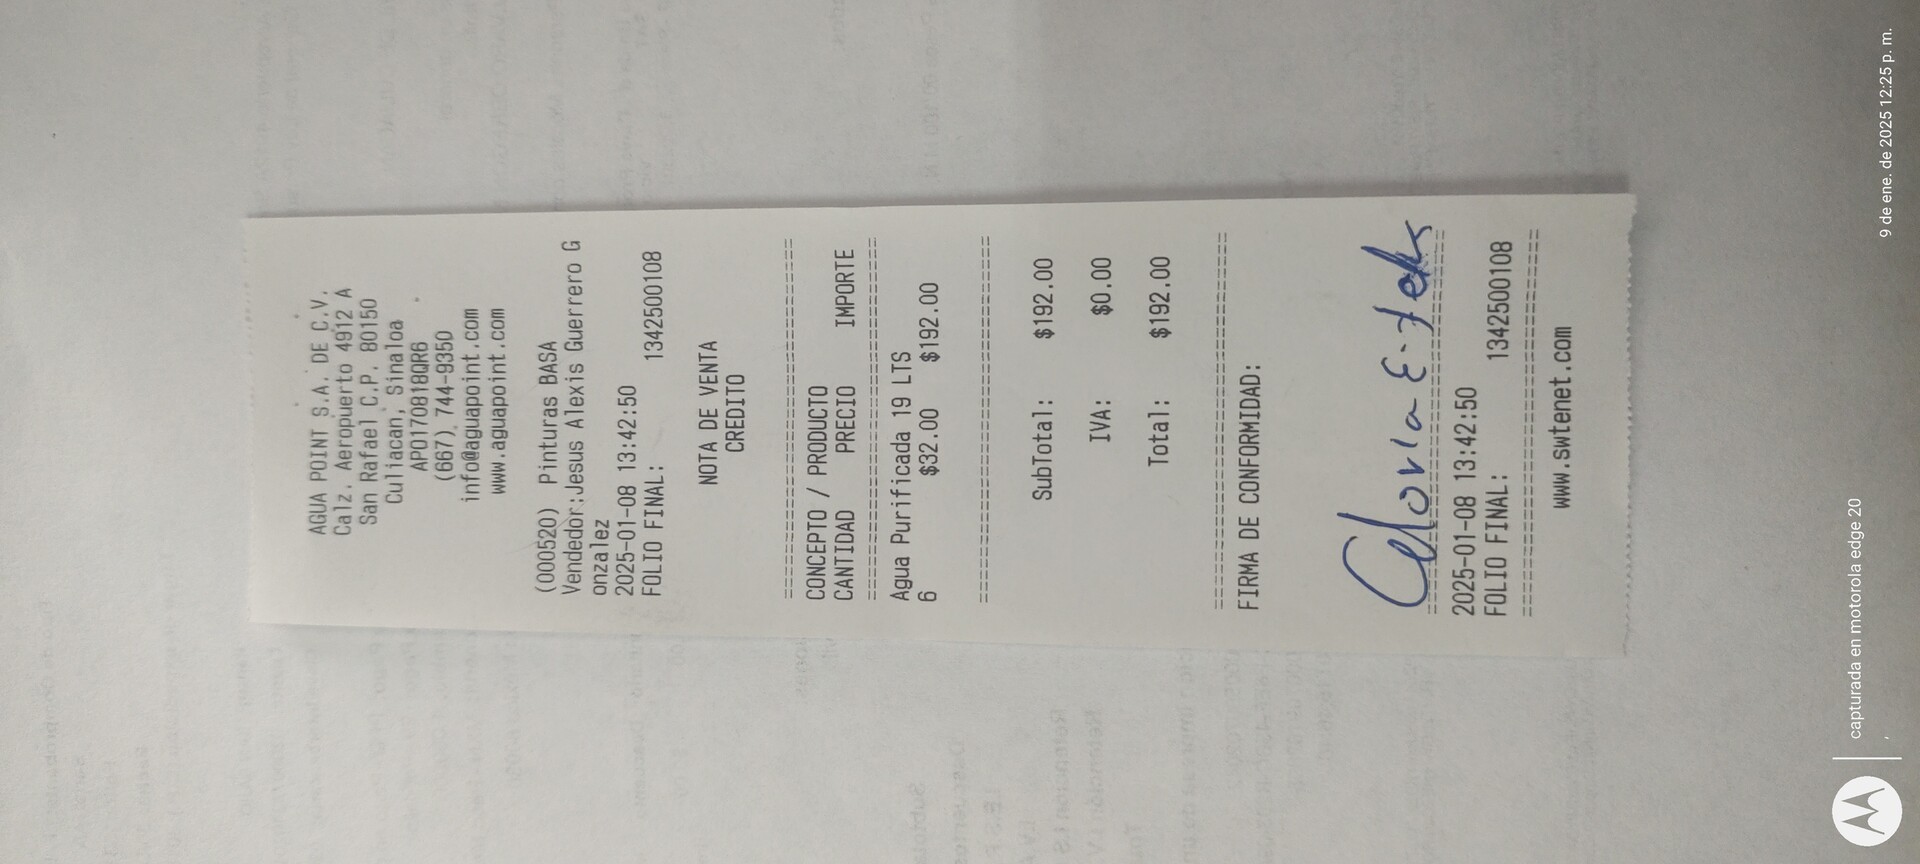 AGUA POINT S.A. DE C.V.
Calz. Aeropuerto 4912 A
San Rafael C.P. 80150
Culiacan, Sinaloa
APO170818QR6
(667) 744-9350
info@aguapoint.com
www.aguapoint.com
(000520) Pinturas BASA
Vendedor:Jesus Alexis Guerrero G
onzalez
2025-01-08 13:42:50
FOLIO FINAL: 1342500108
NOTA DE VENTA
CREDITO
CONCEPTO / PRODUCTO
CANTIDAD PRECIO IMPORTE
Agua Purificada 19 LTS
6 $32.00 $192.00
SubTotal: $192.00
IVA: $0.00
Total: $192.00
FIRMA DE CONFORMIDAD:
2025-01-08 13:42:50
FOLIO FINAL: 1342500108
www.swtenet.com
capturada en motorola edge 20
9 de ene. de 2025 12:25 p. m.